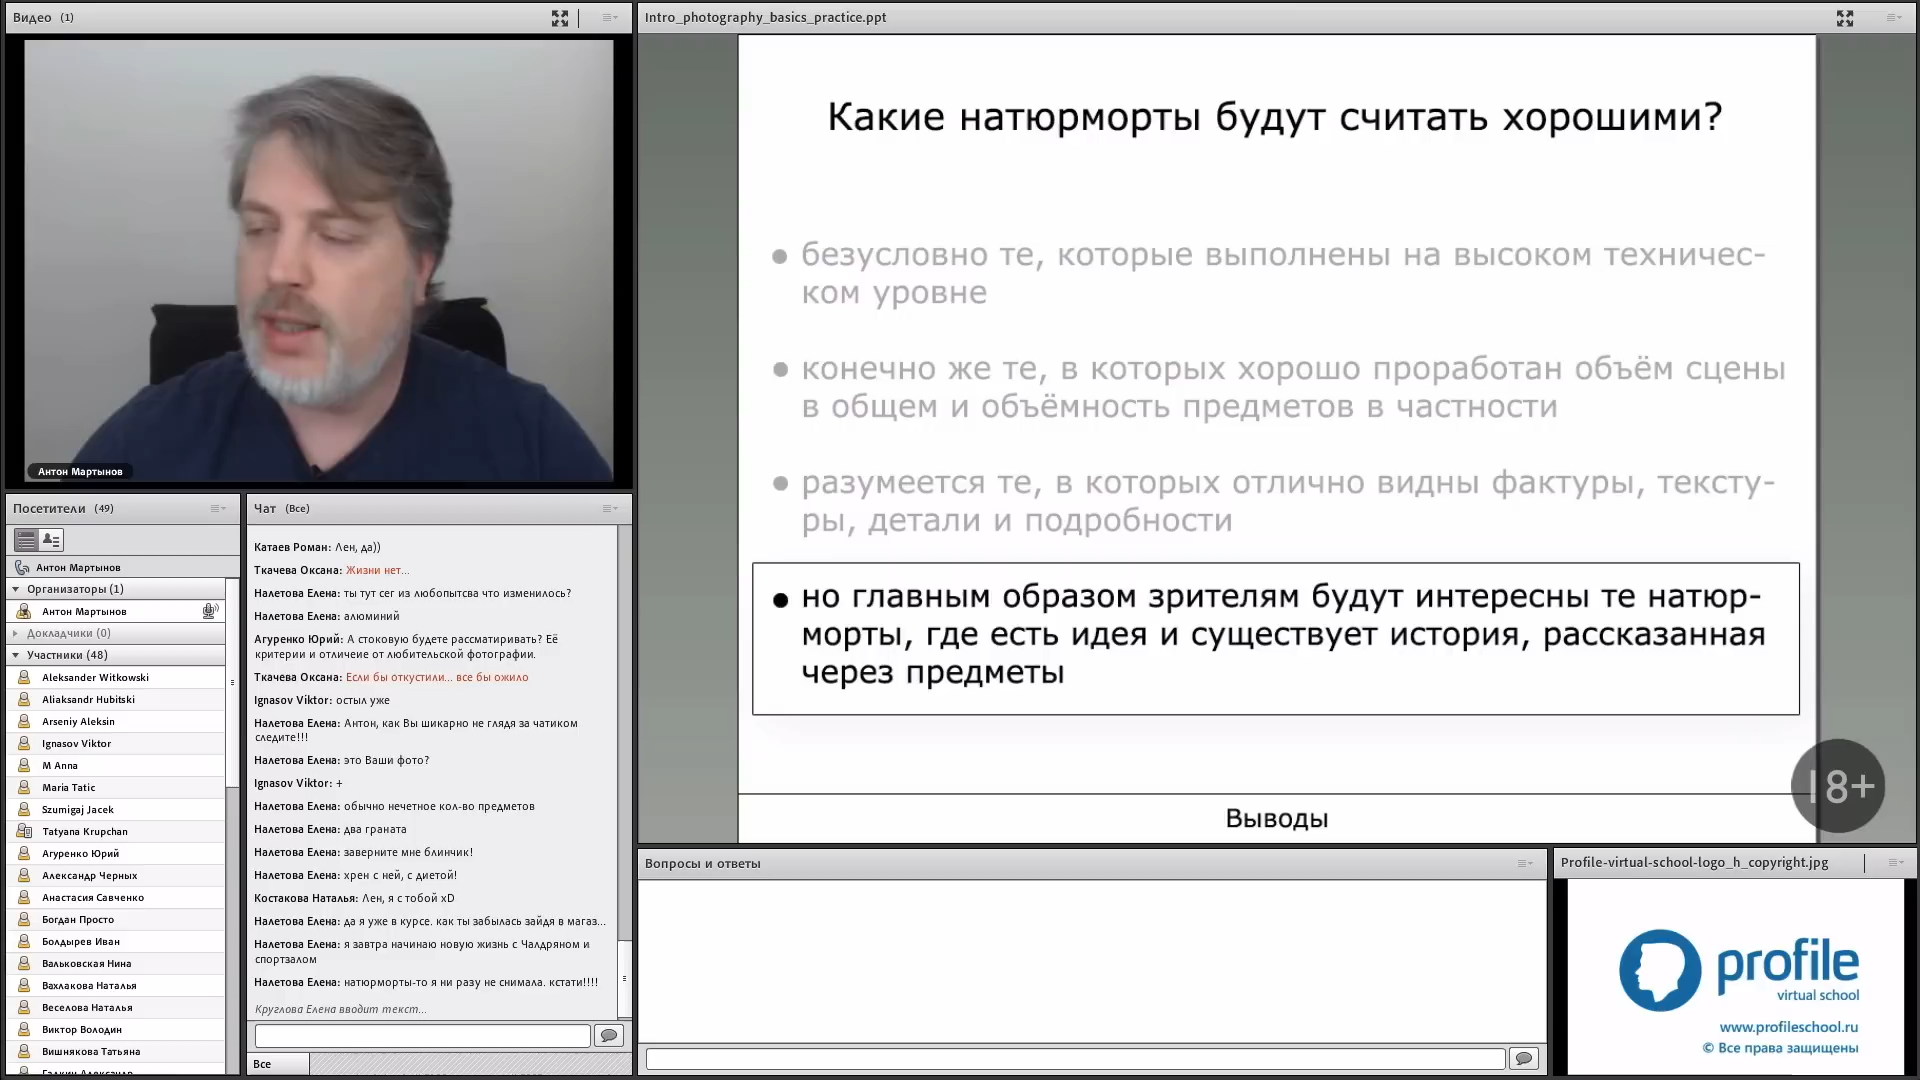 Видео (1)
Антон Мартынов
Посетители (49)
Антон Мартынов
Организаторы (1)
Антон Мартынов
Докладчики (0)
Участники (48)
Aleksander Witkowski
Aliaksandr Hubitski
Arseniy Aleksin
Ignasov Viktor
M Anna
Maria Tatic
Szumigaj Jacek
Tatyana Krupchan
Агуренко Юрий
Александр Черных
Анастасия Савченко
Богдан Просто
Болдырев Иван
Вальковская Нина
Вахлакова Наталья
Веселова Наталья
Виктор Володин
Вишнякова Татьяна
Галкин Александр
Чат (Все)
Катаев Роман: Лен, да))
Ткачева Оксана: Жизни нет...
Налетова Елена: ты тут сег из любопытсва что изменилось?
Налетова Елена: алюминий
Агуренко Юрий: А стоковую будете рассматиривать? Её
критерии и отличеие от любительской фотографии.
Ткачева Оксана: Если бы откустили... все бы ожило
Ignasov Viktor: остыл уже
Налетова Елена: Антон, как Вы шикарно не глядя за чатиком
следите!!!
Налетова Елена: это Ваши фото?
Ignasov Viktor: +
Налетова Елена: обычно нечетное кол-во предметов
Налетова Елена: два граната
Налетова Елена: заверните мне блинчик!
Налетова Елена: хрен с ней, с диетой!
Костакова Наталья: Лен, я с тобой xD
Налетова Елена: да я уже в курсе. как ты забылась зайдя в магаз...
Налетова Елена: я завтра начинаю новую жизнь с Чалдряном и
спортзалом
Налетова Елена: натюрморты-то я ни разу не снимала. кстати!!!!
Круглова Елена вводит текст...
Все
Intro_photography_basics_practice.ppt
Какие натюрморты будут считать хорошими?
• безусловно те, которые выполнены на высоком техничес-
ком уровне
• конечно же те, в которых хорошо проработан объём сцены
в общем и объёмность предметов в частности
• разумеется те, в которых отлично видны фактуры, тексту-
ры, детали и подробности
• но главным образом зрителям будут интересны те натюр-
морты, где есть идея и существует история, рассказанная
через предметы
Выводы
18+
Вопросы и ответы
Profile-virtual-school-logo_h_copyright.jpg
profile
virtual school
www.profileschool.ru
© Все права защищены